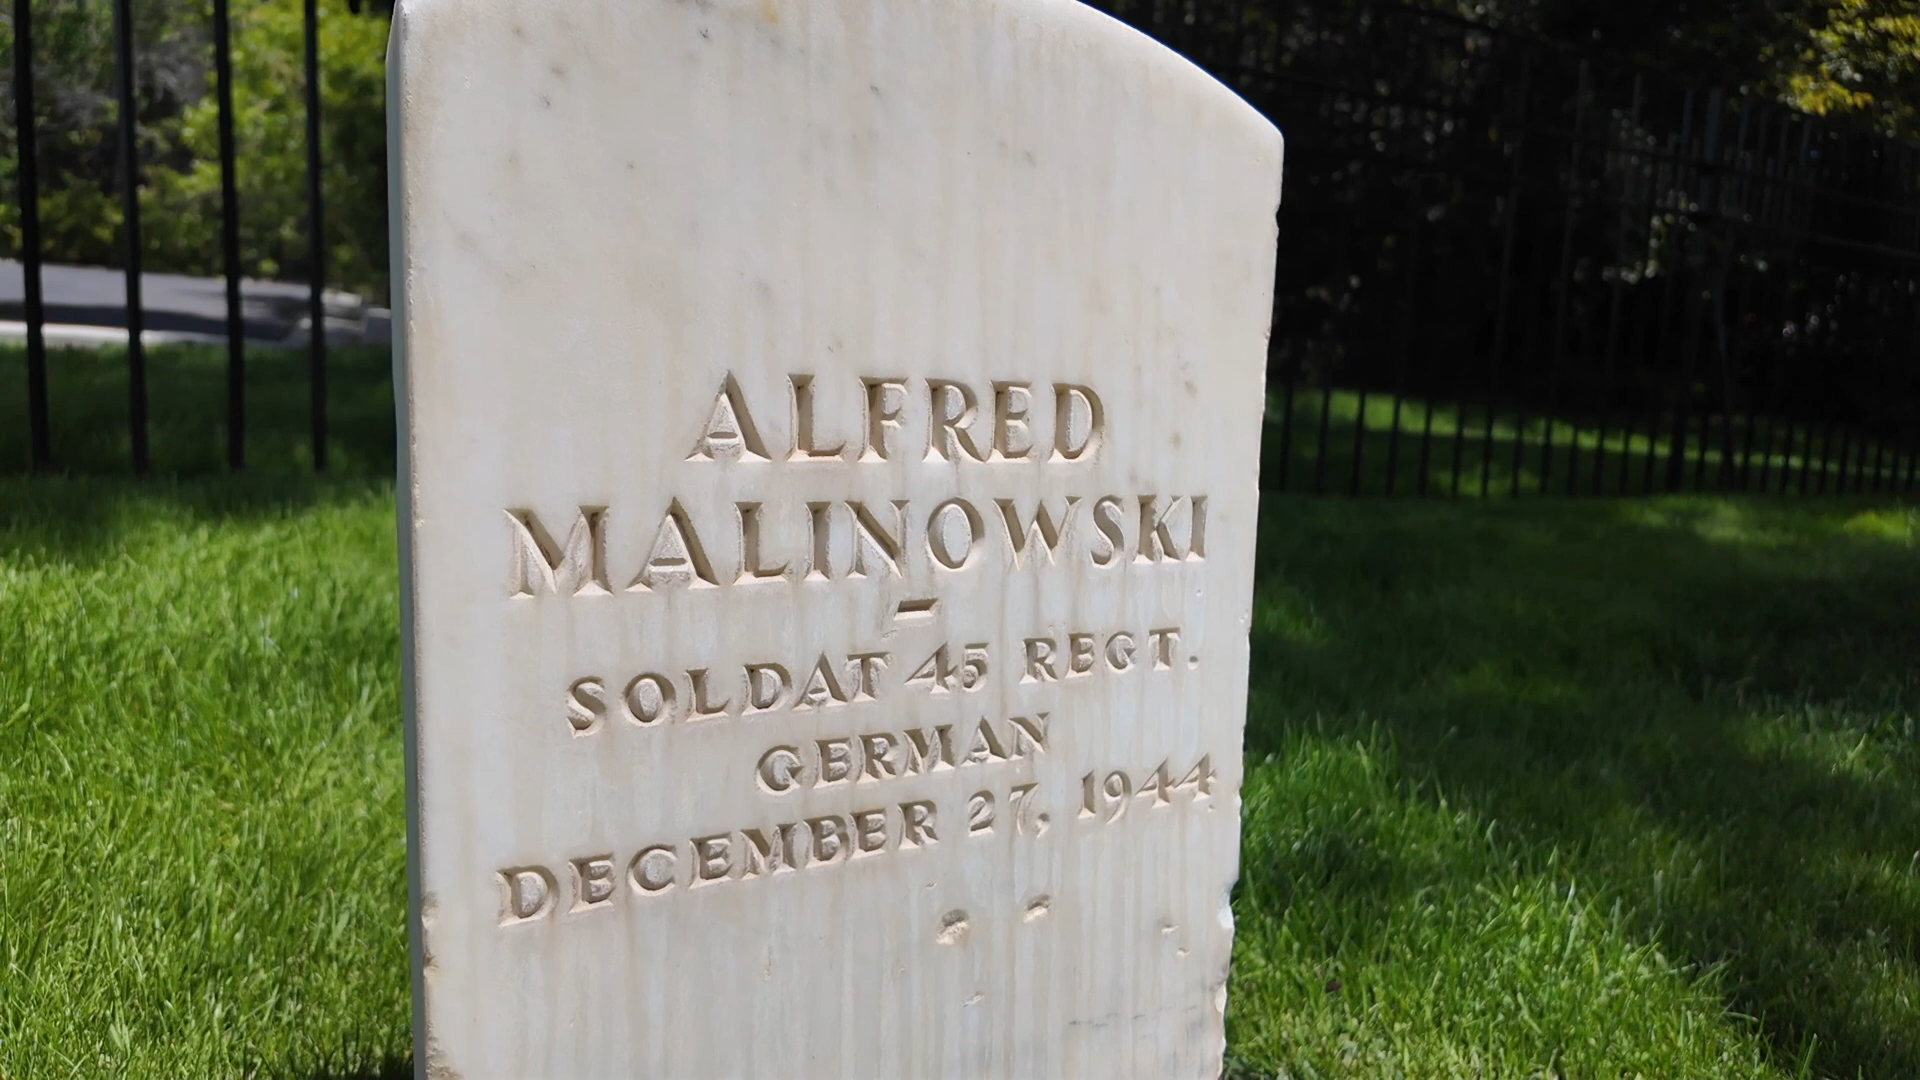 ALFRED
MALINOWSKI
-
SOLDAT 45 REGT.
GERMAN
DECEMBER 27, 1944